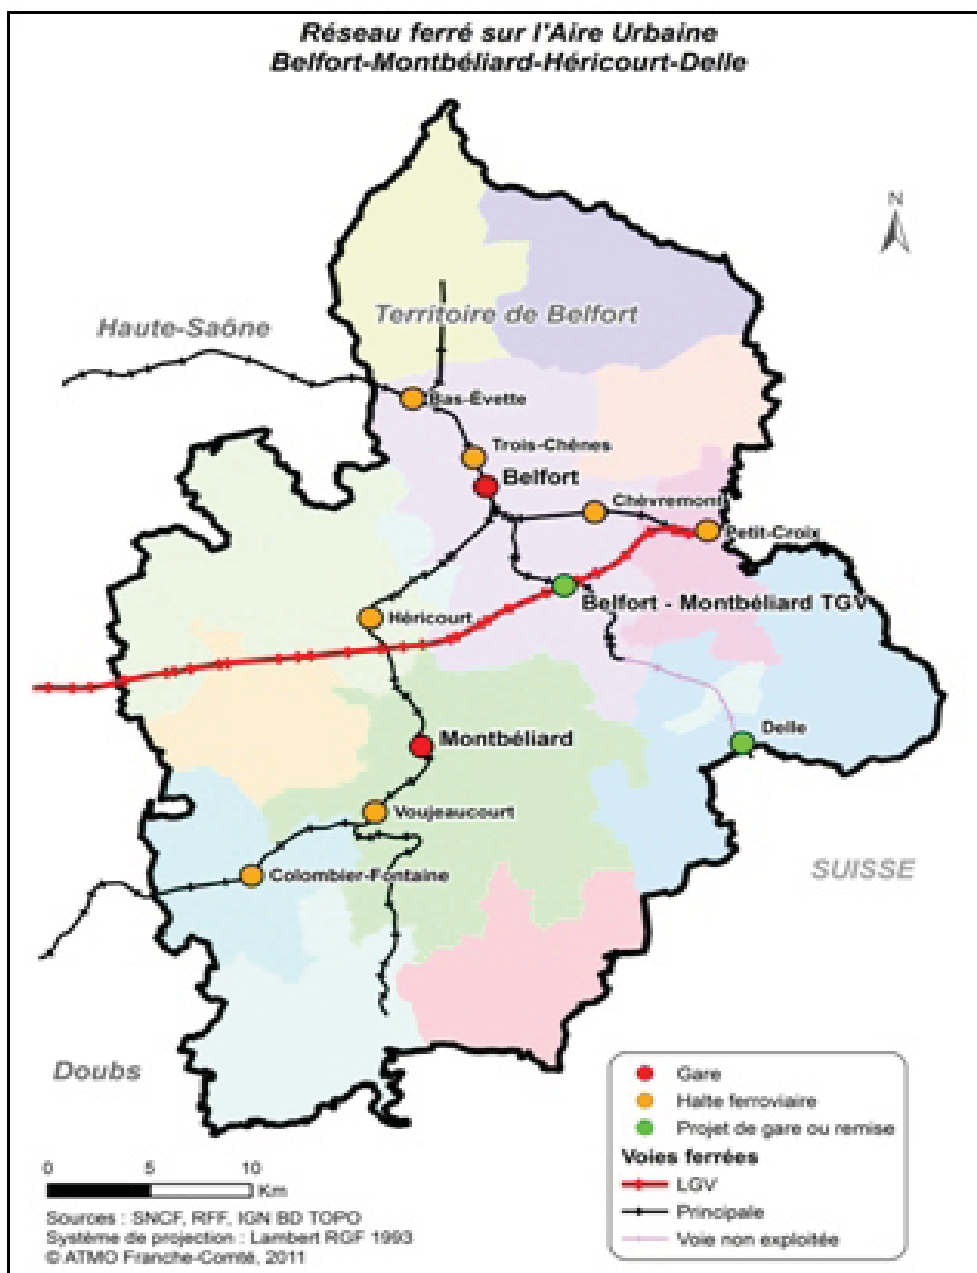 Réseau ferré sur l'Aire Urbaine
Belfort-Montbéliard-Héricourt-Delle
N
Haute-Saône
Territoire de Belfort
Bas-Évette
Trois-Chênes
Belfort
Chèvremont
Petit-Croix
Belfort - Montbéliard TGV
Héricourt
Delle
Montbéliard
Voujeaucourt
Colombier-Fontaine
SUISSE
Doubs
Gare
Halte ferroviaire
Projet de gare ou remise
Voies ferrées
LGV
Principale
Voie non exploitée
0 5 10
Km
Sources : SNCF, RFF, IGN BD TOPO
Système de projection : Lambert RGF 1993
© ATMO Franche-Comté, 2011